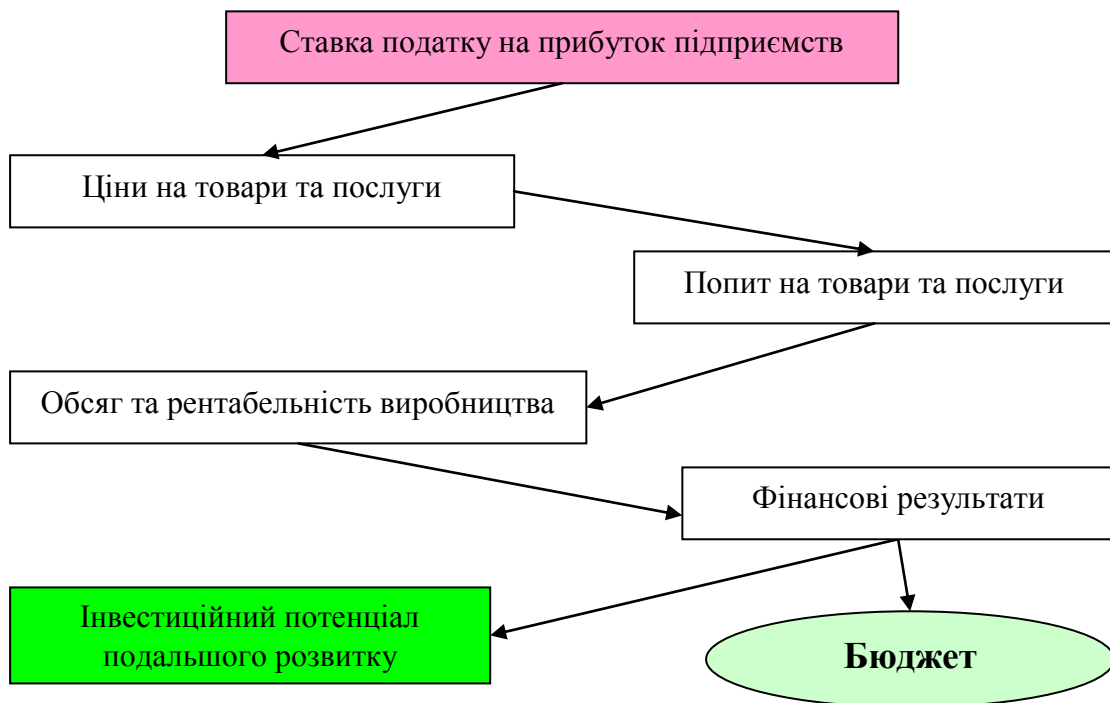 Ставка податку на прибуток підприємств
Ціни на товари та послуги
Попит на товари та послуги
Обсяг та рентабельність виробництва
Фінансові результати
Інвестиційний потенціал
подальшого розвитку
Бюджет